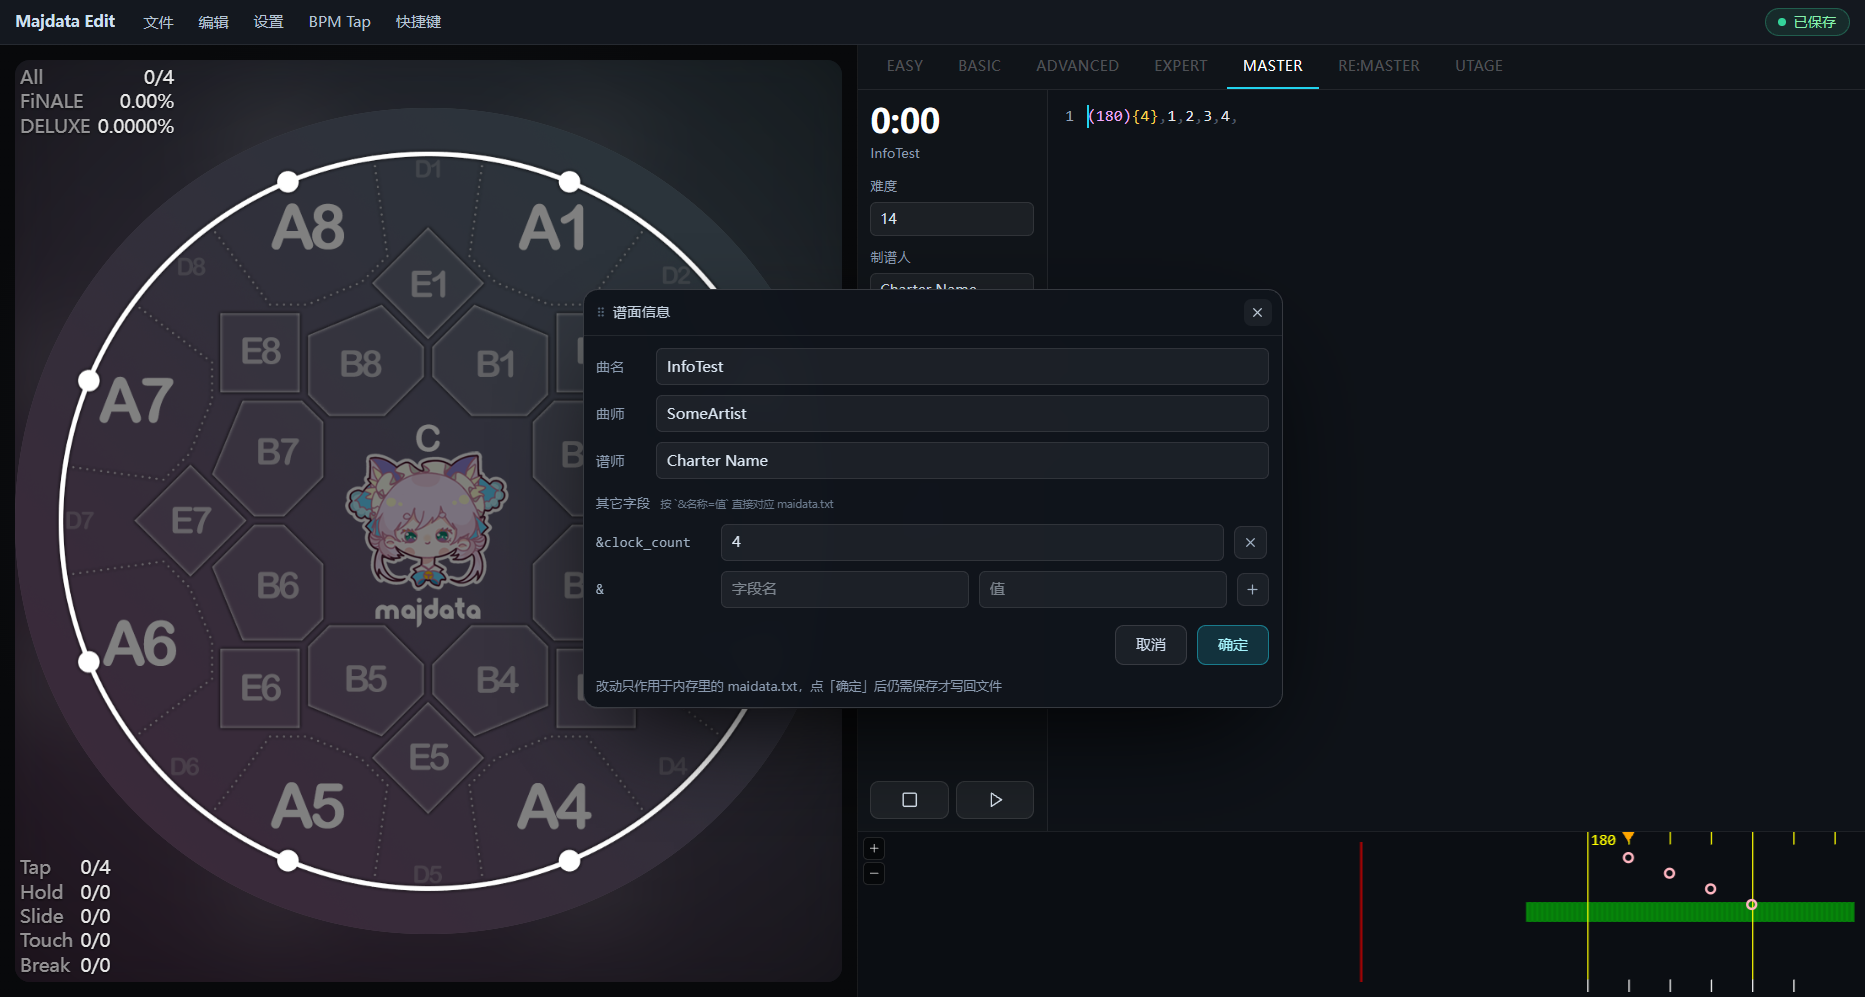 Majdata Edit 文件 编辑 设置 BPM Tap 快捷键 已保存
All 0/4
FiNALE 0.00%
DELUXE 0.0000%
EASY BASIC ADVANCED EXPERT MASTER RE:MASTER UTAGE
0:00
InfoTest
难度
14
制谱人
Charter Name
1 (180){4},1,2,3,4,
D1
A8 A1
D8 D2
E1
E8 B8 B1
A7
B7 C B
D7 E7
majdata
B6 B
A6
E6 B5 B4
E5
D6 D4
A5 A4
D5
谱面信息
曲名 InfoTest
曲师 SomeArtist
谱师 Charter Name
其它字段 按 `&名称=值` 直接对应 maidata.txt
&clock_count 4
& 字段名 值 +
取消 确定
改动只作用于内存里的 maidata.txt，点「确定」后仍需保存才写回文件
Tap 0/4
Hold 0/0
Slide 0/0
Touch 0/0
Break 0/0
+
−
180